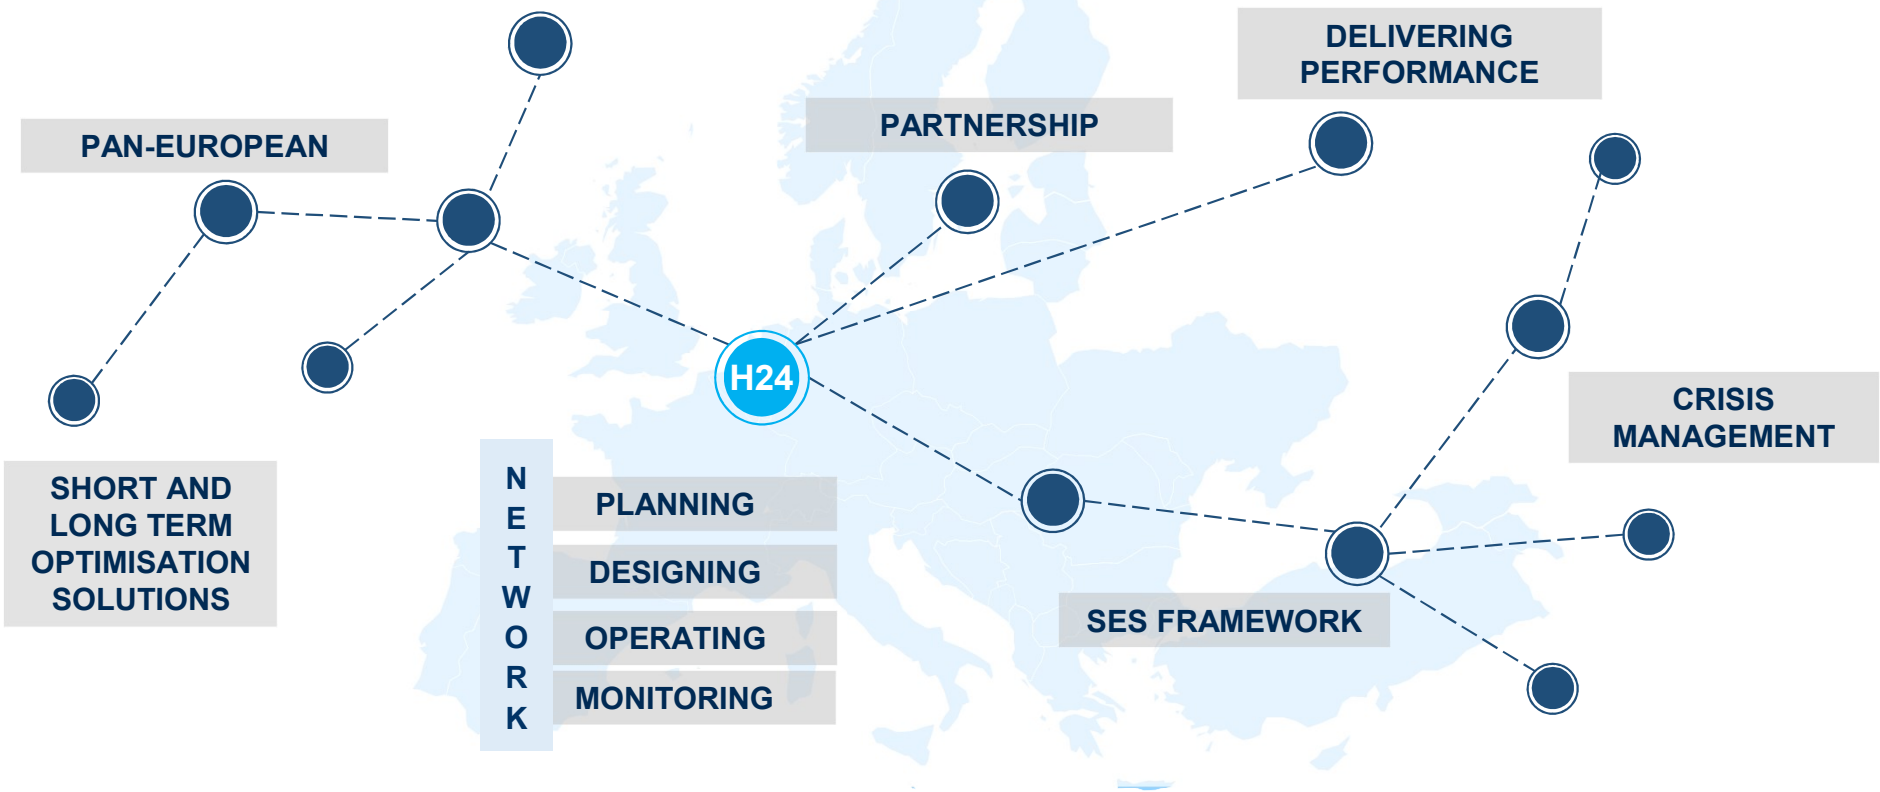 DELIVERING
PERFORMANCE
PARTNERSHIP
PAN-EUROPEAN
H24
CRISIS
MANAGEMENT
SHORT AND
LONG TERM
OPTIMISATION
SOLUTIONS
NETWORK
PLANNING
DESIGNING
OPERATING
MONITORING
SES FRAMEWORK